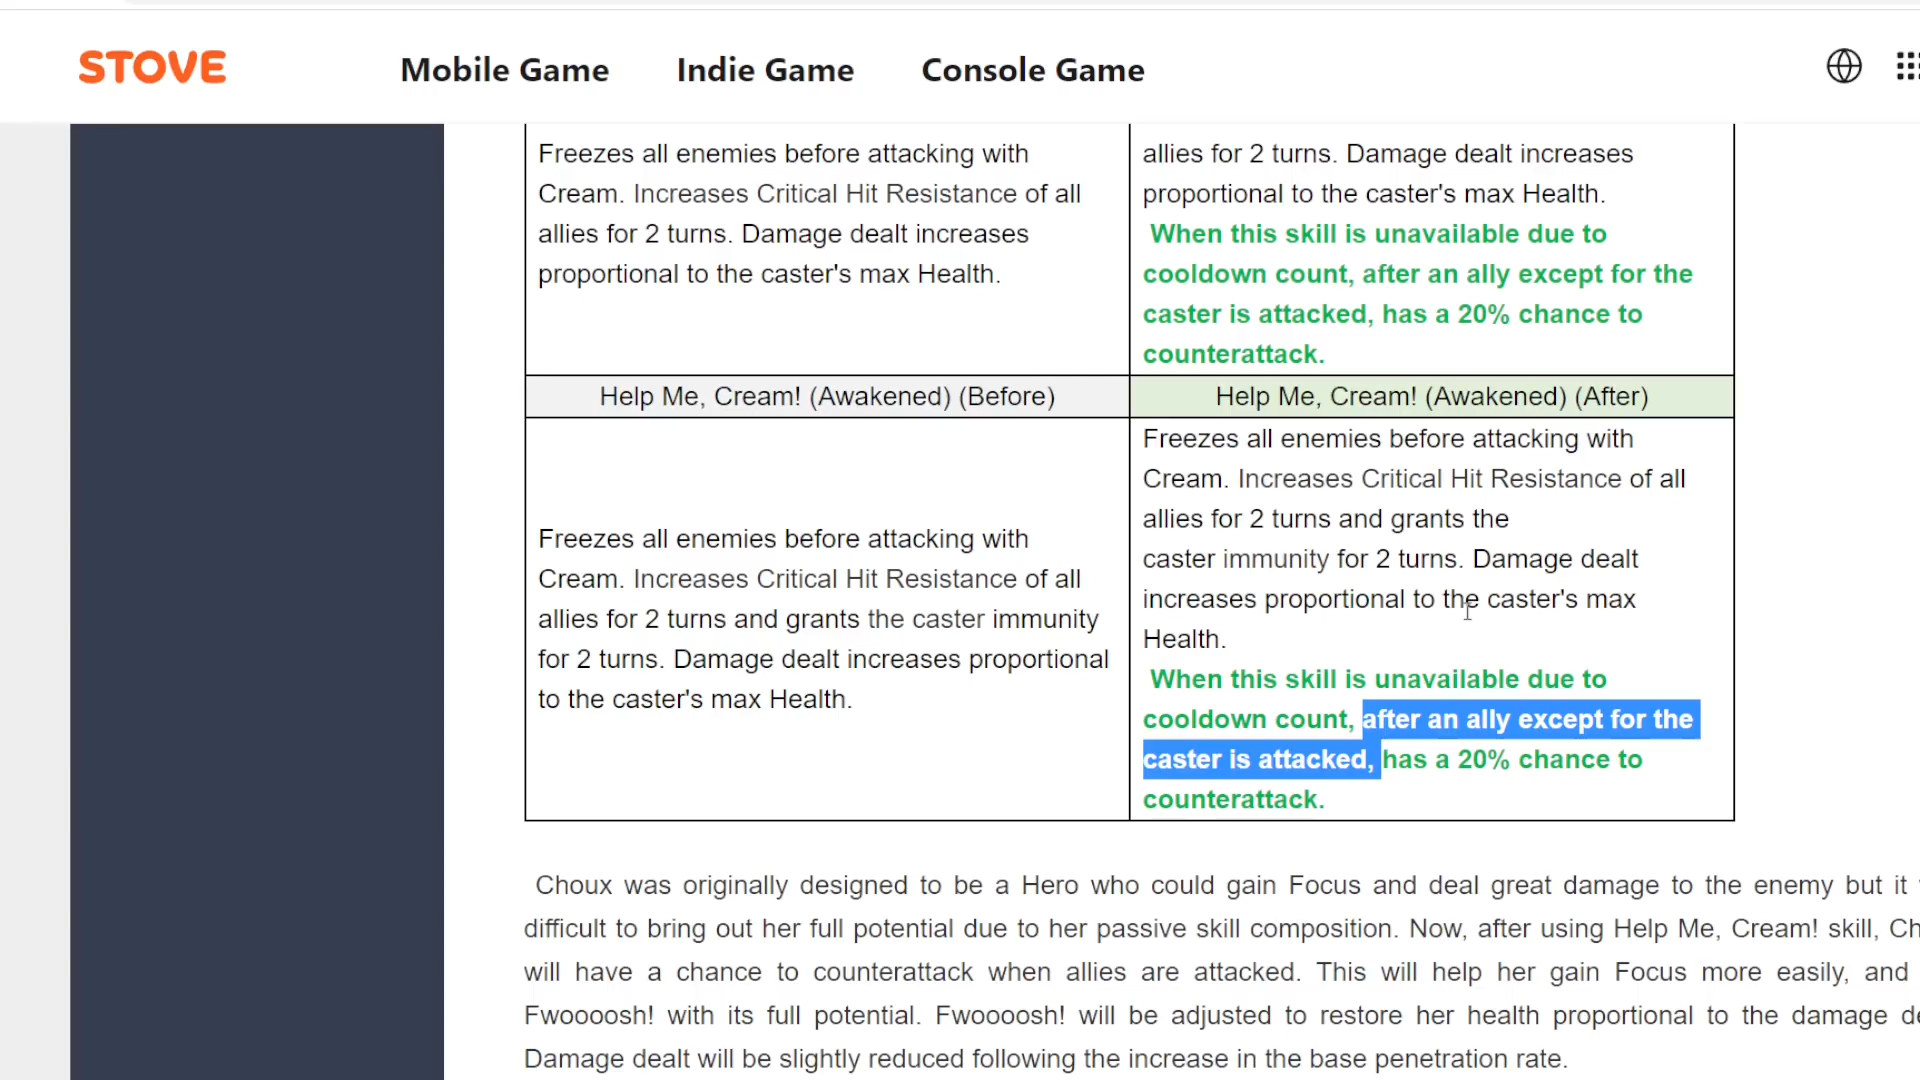 STOVE
Mobile Game
Indie Game
Console Game
Freezes all enemies before attacking with
Cream. Increases Critical Hit Resistance of all
allies for 2 turns. Damage dealt increases
proportional to the caster's max Health.
allies for 2 turns. Damage dealt increases
proportional to the caster's max Health.
When this skill is unavailable due to
cooldown count, after an ally except for the
caster is attacked, has a 20% chance to
counterattack.
Help Me, Cream! (Awakened) (Before)
Help Me, Cream! (Awakened) (After)
Freezes all enemies before attacking with
Cream. Increases Critical Hit Resistance of all
allies for 2 turns and grants the caster immunity
for 2 turns. Damage dealt increases proportional
to the caster's max Health.
Freezes all enemies before attacking with
Cream. Increases Critical Hit Resistance of all
allies for 2 turns and grants the
caster immunity for 2 turns. Damage dealt
increases proportional to the caster's max
Health.
When this skill is unavailable due to
cooldown count, after an ally except for the
caster is attacked, has a 20% chance to
counterattack.
Choux was originally designed to be a Hero who could gain Focus and deal great damage to the enemy but it
difficult to bring out her full potential due to her passive skill composition. Now, after using Help Me, Cream! skill,
will have a chance to counterattack when allies are attacked. This will help her gain Focus more easily, and
Fwoooosh! with its full potential. Fwoooosh! will be adjusted to restore her health proportional to the damage
Damage dealt will be slightly reduced following the increase in the base penetration rate.